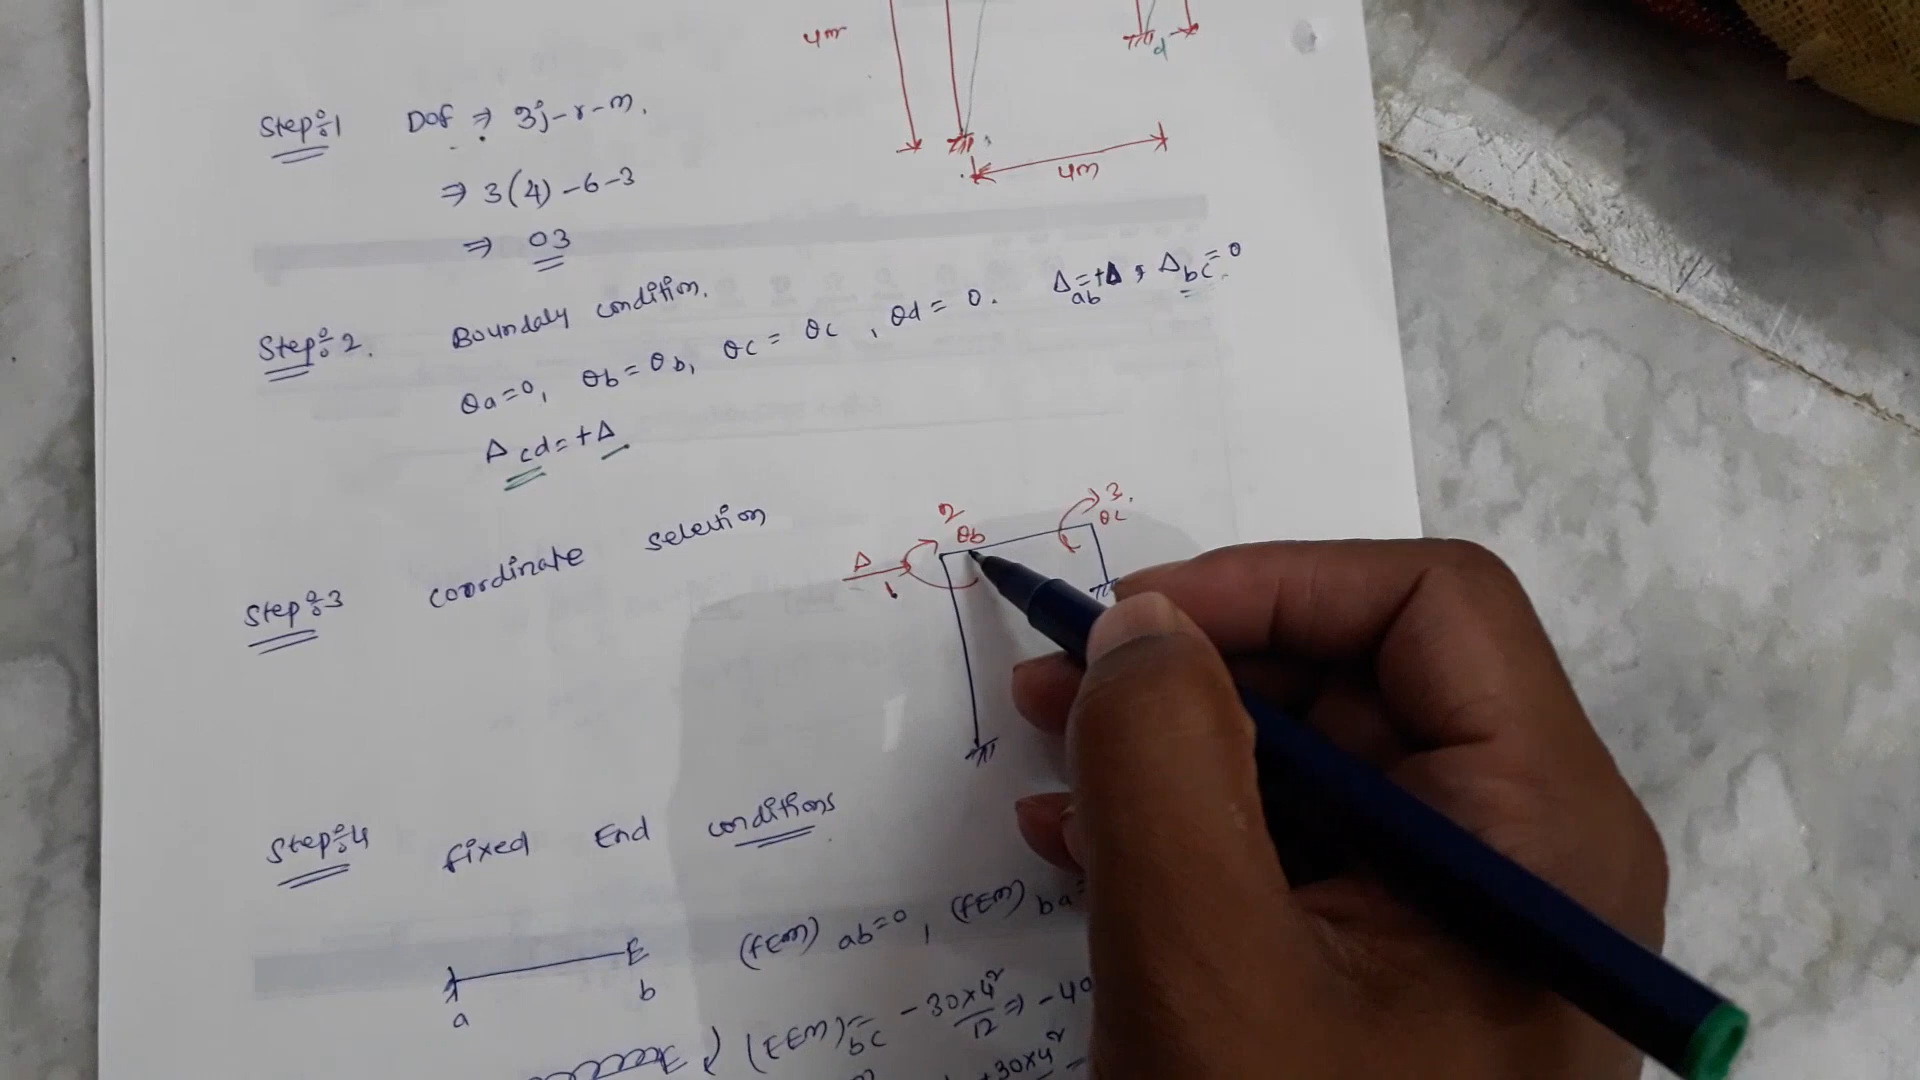 4m
d
4m
Step:1 Dof ⇒ 3j-r-m.
⇒ 3(4)-6-3
⇒ 03
Step:2. Boundary condition.
θa=0, θb=θb, θc=θc, θd=0. Δab=+Δ, Δbc=0.
Δcd=+Δ
Step:3 coordinate selection
Δ 1 2 θb 3. θc
Step:4 fixed End conditions
a b (FEM)ab=0, (FEM)ba=
(FEM)bc= -30×4²/12 ⇒ -40
+30×4²